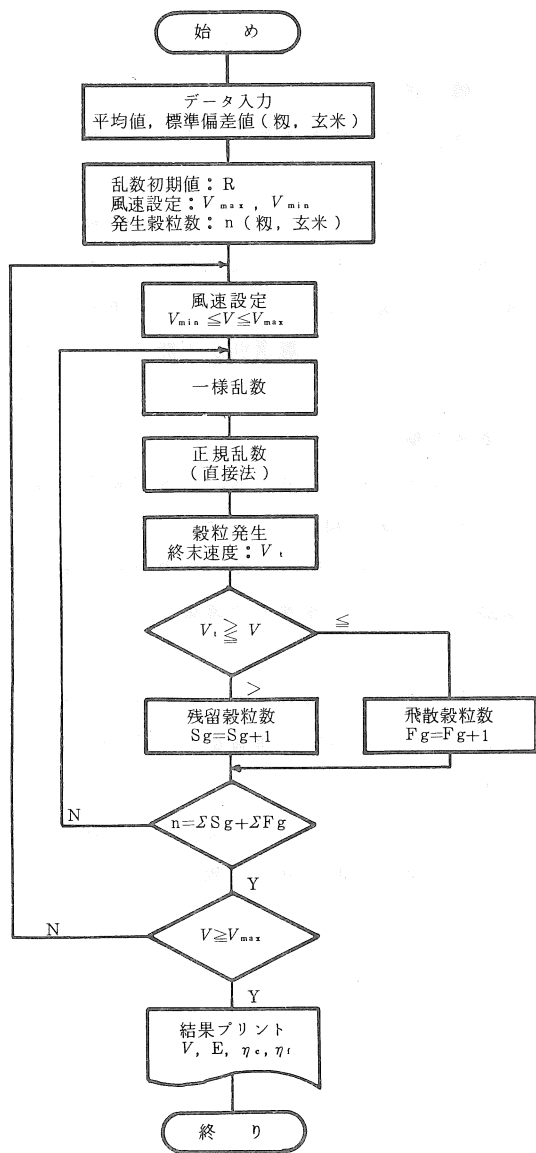 始 め
データ入力
平均値,標準偏差値(籾,玄米)
乱数初期値:R
風速設定:Vmax,Vmin
発生穀粒数:n(籾,玄米)
風速設定
Vmin≦V≦Vmax
一様乱数
正規乱数
(直接法)
穀粒発生
終末速度:Vt
Vt≧≦V
≦
>
残留穀粒数
Sg=Sg+1
飛散穀粒数
Fg=Fg+1
N
n=ΣSg+ΣFg
Y
N
V≧Vmax
Y
結果プリント
V, E, ηc, ηf
終 り